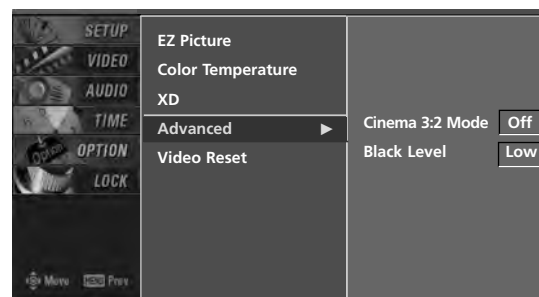 SETUP
VIDEO
AUDIO
TIME
OPTION
LOCK
EZ Picture
Color Temperature
XD
Advanced ▶
Video Reset
Cinema 3:2 Mode Off
Black Level Low
Move MENU Prev